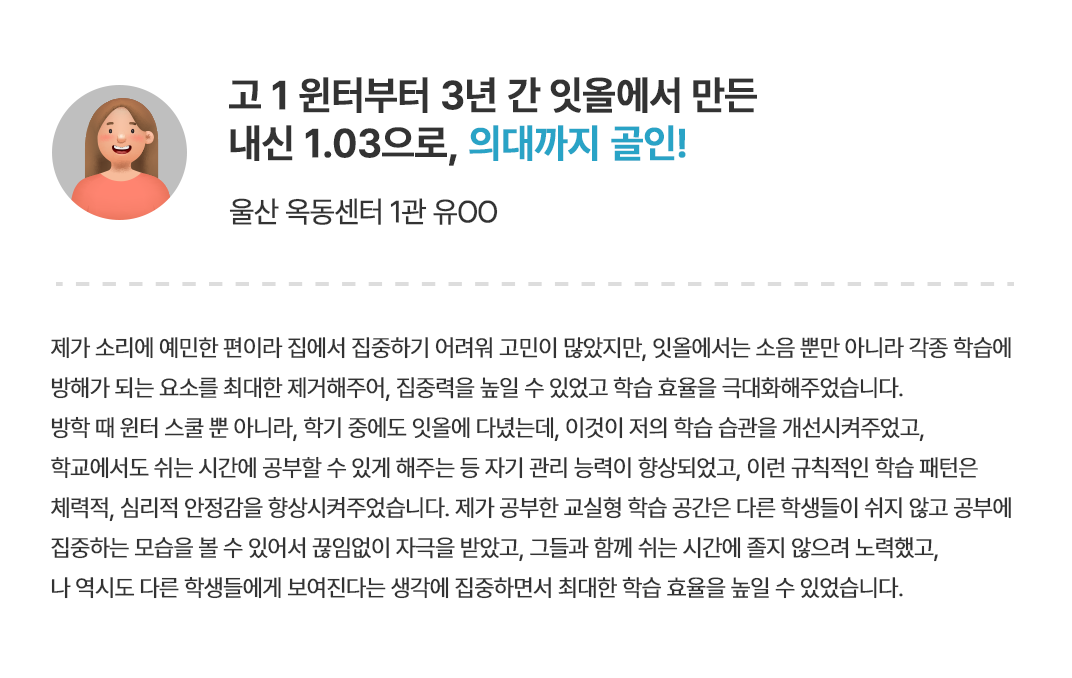 고 1 윈터부터 3년 간 잇올에서 만든
내신 1.03으로, 의대까지 골인!
울산 옥동센터 1관 유OO
제가 소리에 예민한 편이라 집에서 집중하기 어려워 고민이 많았지만, 잇올에서는 소음 뿐만 아니라 각종 학습에
방해가 되는 요소를 최대한 제거해주어, 집중력을 높일 수 있었고 학습 효율을 극대화해주었습니다.
방학 때 윈터 스쿨 뿐 아니라, 학기 중에도 잇올에 다녔는데, 이것이 저의 학습 습관을 개선시켜주었고,
학교에서도 쉬는 시간에 공부할 수 있게 해주는 등 자기 관리 능력이 향상되었고, 이런 규칙적인 학습 패턴은
체력적, 심리적 안정감을 향상시켜주었습니다. 제가 공부한 교실형 학습 공간은 다른 학생들이 쉬지 않고 공부에
집중하는 모습을 볼 수 있어서 끊임없이 자극을 받았고, 그들과 함께 쉬는 시간에 졸지 않으려 노력했고,
나 역시도 다른 학생들에게 보여진다는 생각에 집중하면서 최대한 학습 효율을 높일 수 있었습니다.